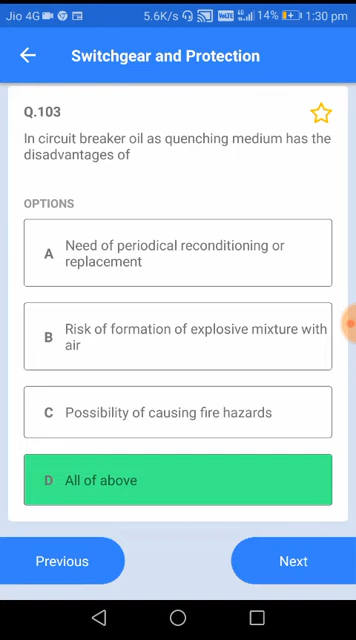 Jio 4G 5.6K/s VoLTE 4G 14% 1:30 pm
Switchgear and Protection
Q.103
In circuit breaker oil as quenching medium has the
disadvantages of
OPTIONS
A Need of periodical reconditioning or
replacement
B Risk of formation of explosive mixture with
air
C Possibility of causing fire hazards
D All of above
Previous Next